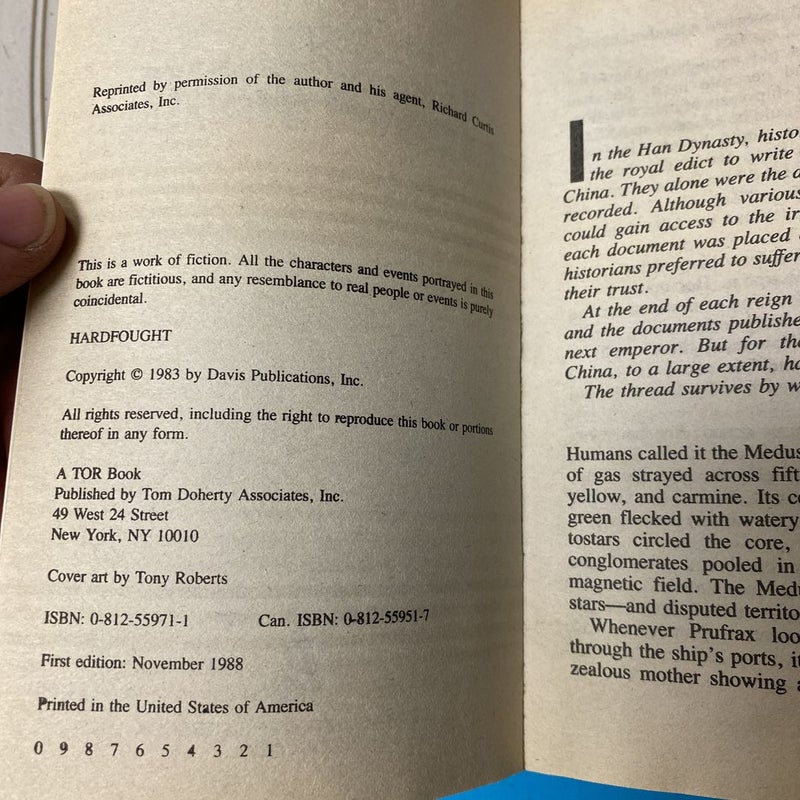 Reprinted by permission of the author and his agent, Richard Curtis
Associates, Inc.
This is a work of fiction. All the characters and events portrayed in this
book are fictitious, and any resemblance to real people or events is purely
coincidental.
HARDFOUGHT
Copyright © 1983 by Davis Publications, Inc.
All rights reserved, including the right to reproduce this book or portions
thereof in any form.
A TOR Book
Published by Tom Doherty Associates, Inc.
49 West 24 Street
New York, NY 10010
Cover art by Tony Roberts
ISBN: 0-812-55971-1 Can. ISBN: 0-812-55951-7
First edition: November 1988
Printed in the United States of America
0 9 8 7 6 5 4 3 2 1
In the Han Dynasty, histo
the royal edict to write
China. They alone were the a
recorded. Although various
could gain access to the ir
each document was placed
historians preferred to suffer
their trust.
At the end of each reign
and the documents publishe
next emperor. But for the
China, to a large extent, ha
The thread survives by w
Humans called it the Medus
of gas strayed across fift
yellow, and carmine. Its co
green flecked with watery
tostars circled the core,
conglomerates pooled in
magnetic field. The Medu
stars—and disputed territo
Whenever Prufrax loo
through the ship's ports, it
zealous mother showing a